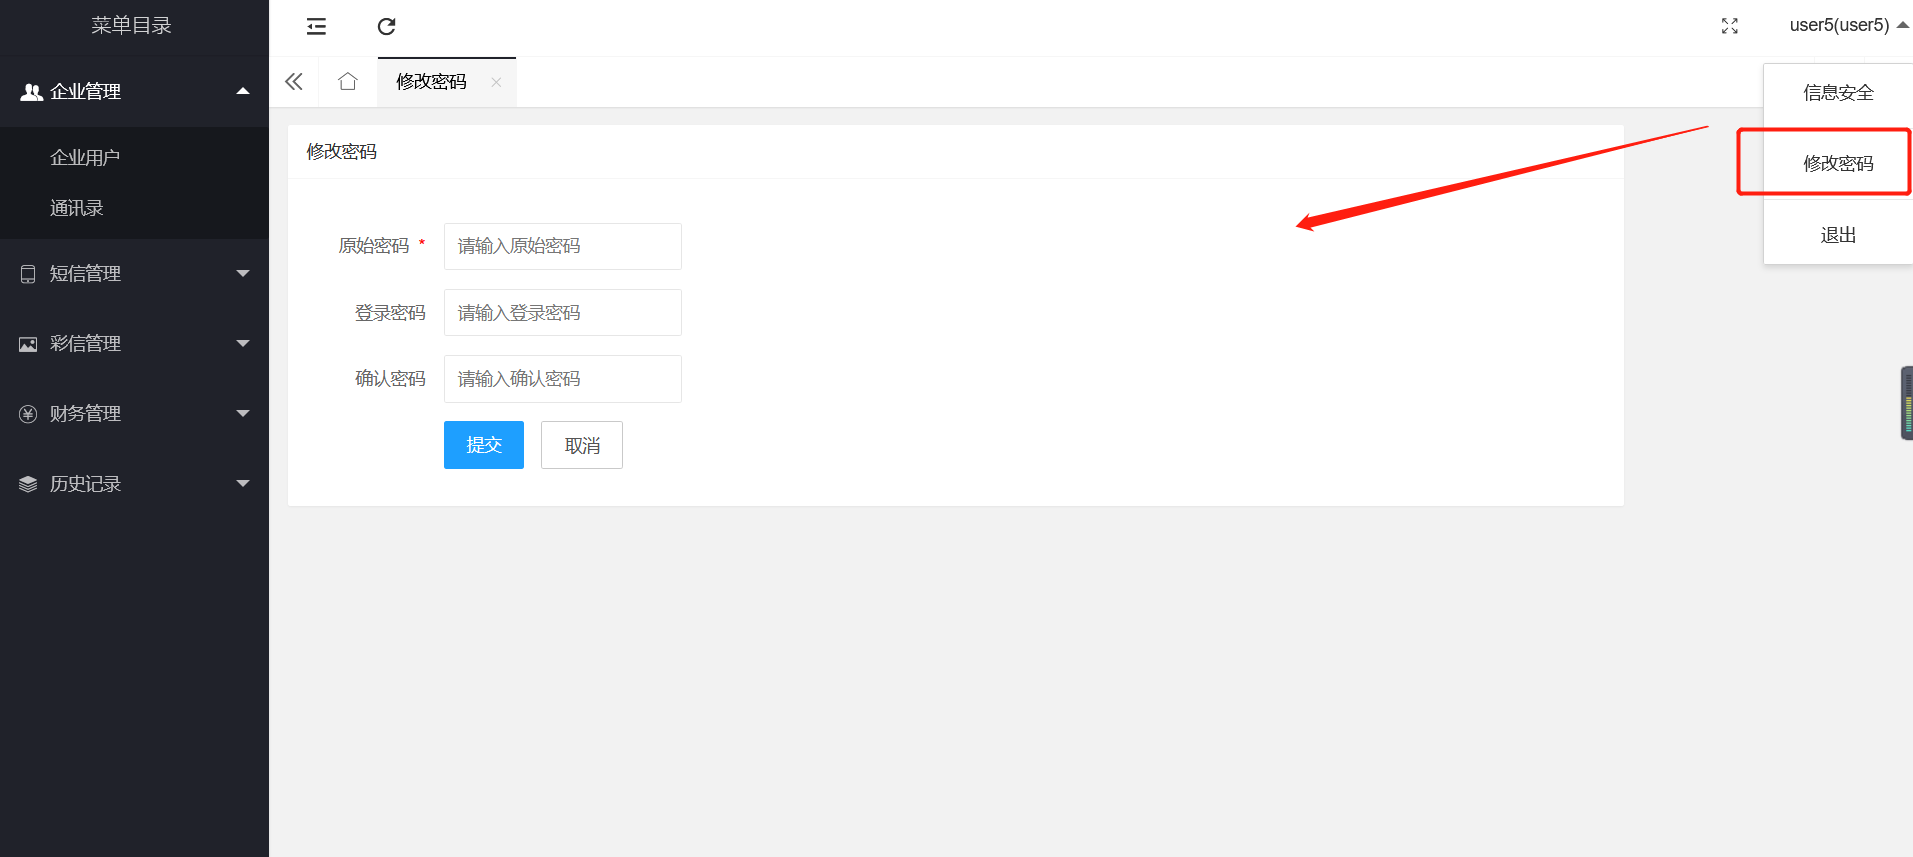 菜单目录
user5(user5)
企业管理
修改密码
信息安全
企业用户
修改密码
修改密码
通讯录
退出
原始密码 * 请输入原始密码
短信管理
登录密码 请输入登录密码
彩信管理
确认密码 请输入确认密码
财务管理
提交 取消
历史记录